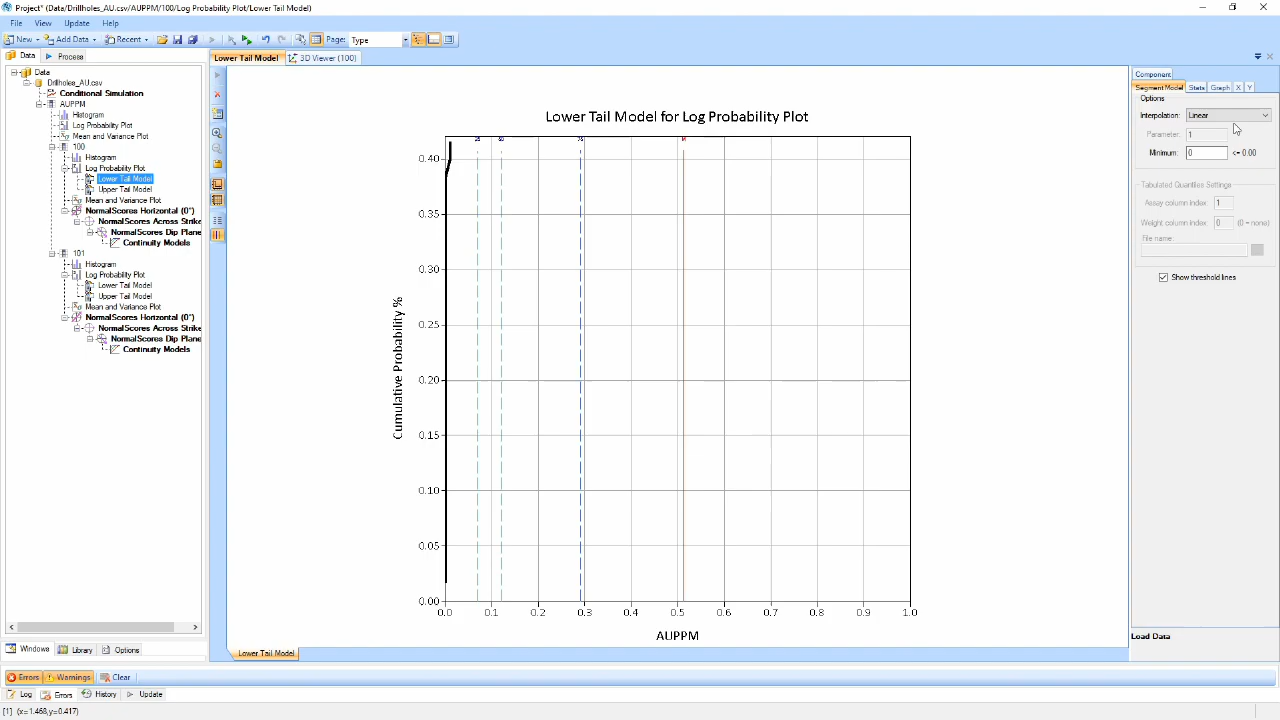 Project* (Data/Drillholes_AU.csv/AUPPM/100/Log Probability Plot/Lower Tail Model)
File View Update Help
New Add Data Recent Page: Type
Data Process
Lower Tail Model 3D Viewer (100)
Data
Drillholes_AU.csv
Conditional Simulation
AUPPM
Histogram
Log Probability Plot
Mean and Variance Plot
100
Histogram
Log Probability Plot
Lower Tail Model
Upper Tail Model
Mean and Variance Plot
NormalScores Horizontal (0°)
NormalScores Across Strike
NormalScores Dip Plane
Continuity Models
101
Histogram
Log Probability Plot
Lower Tail Model
Upper Tail Model
Mean and Variance Plot
NormalScores Horizontal (0°)
NormalScores Across Strike
NormalScores Dip Plane
Continuity Models
Windows Library Options
Lower Tail Model for Log Probability Plot
75
0.40
0.35
0.30
0.25
0.20
0.15
0.10
0.05
0.00
Cumulative Probability %
0.0 0.1 0.2 0.3 0.4 0.5 0.6 0.7 0.8 0.9 1.0
AUPPM
Lower Tail Model
Component
Segment Model Stats Graph X Y
Options
Interpolation: Linear
Parameter: 1
Minimum: 0 <= 0.00
Tabulated Quantiles Settings
Assay column index: 1
Weight column index: 0 (0 = none)
File name:
Show threshold lines
Load Data
Errors Warnings Clear
Log Errors History Update
[1] (x=1.468,y=0.417)